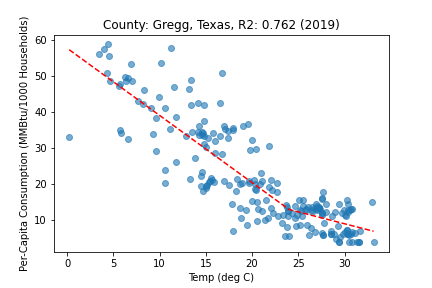 County: Gregg, Texas, R2: 0.762 (2019)
Per-Capita Consumption (MMBtu/1000 Households)
60
50
40
30
20
10
0 5 10 15 20 25 30
Temp (deg C)